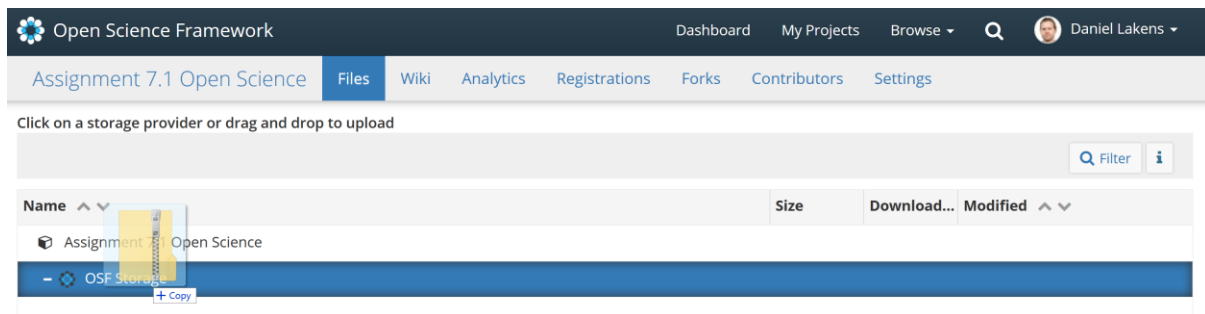 Open Science Framework Dashboard My Projects Browse Daniel Lakens
Assignment 7.1 Open Science Files Wiki Analytics Registrations Forks Contributors Settings
Click on a storage provider or drag and drop to upload
Filter i
Name Size Download... Modified
Assignment 7.1 Open Science
OSF Storage
+ Copy